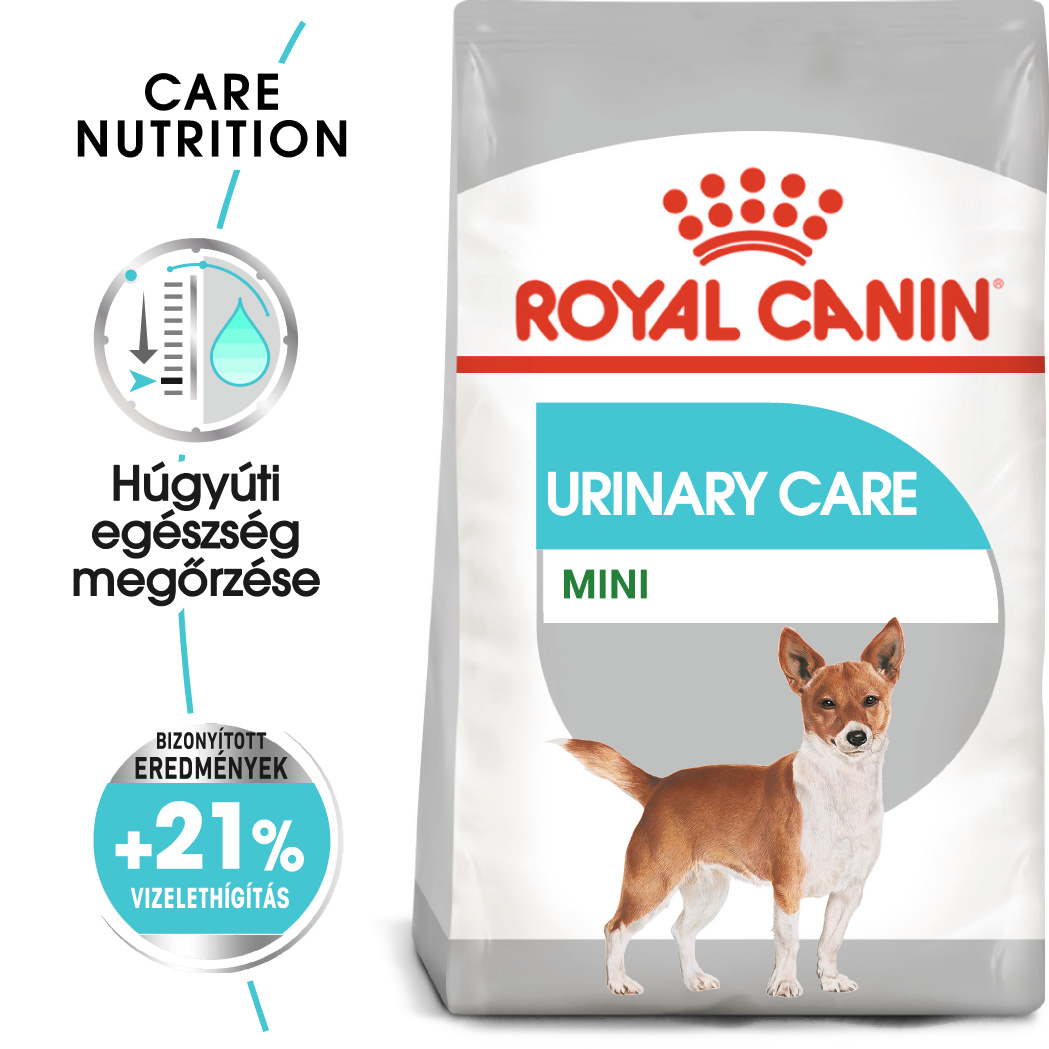 CARE
NUTRITION
Húgyúti
egészség
megőrzése
BIZONYÍTOTT
EREDMÉNYEK
+21%
VIZELETHÍGÍTÁS
ROYAL CANIN®
URINARY CARE
MINI